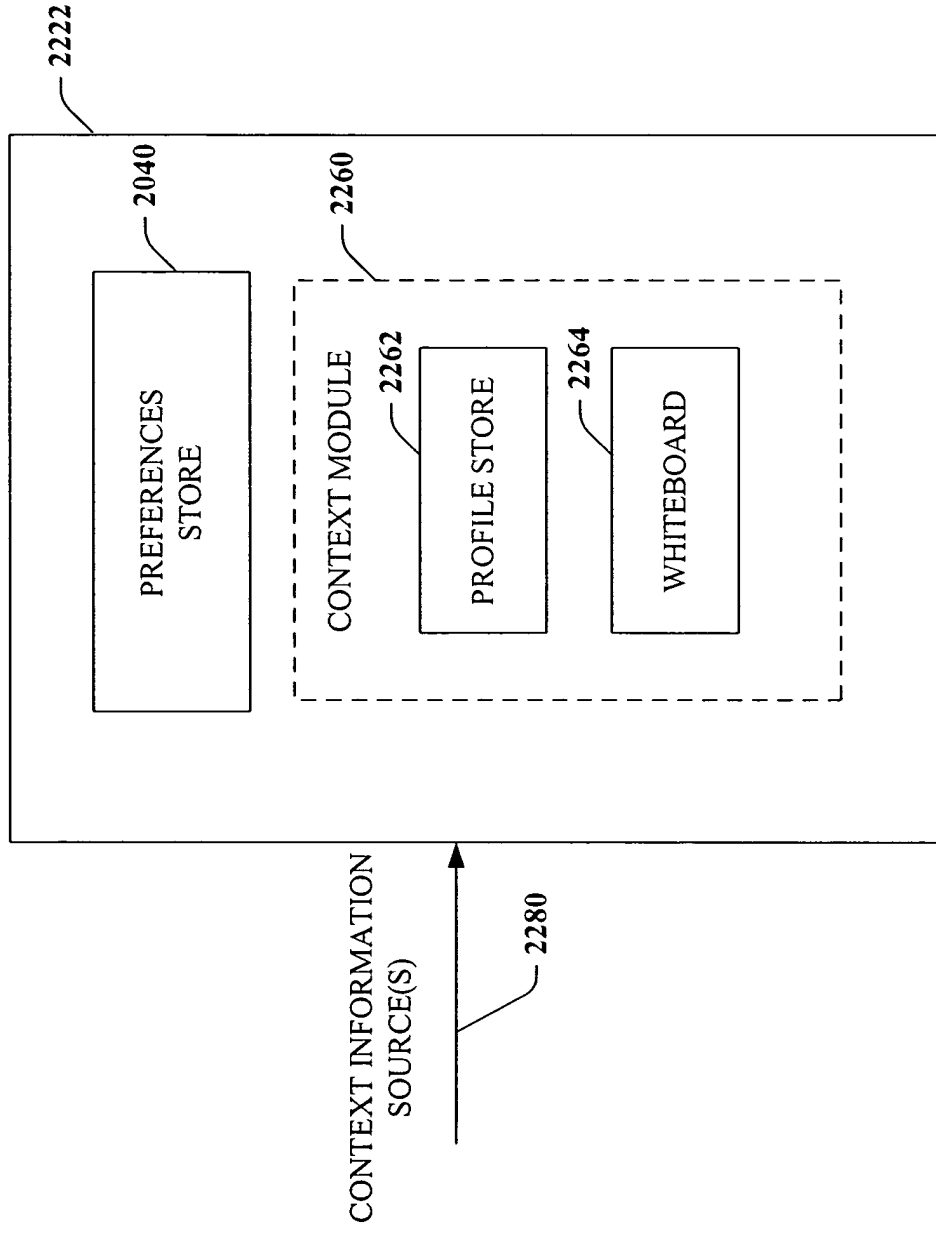 2222
2040
PREFERENCES
STORE
2260
CONTEXT MODULE
2262
PROFILE STORE
2264
WHITEBOARD
CONTEXT INFORMATION
SOURCE(S)
2280